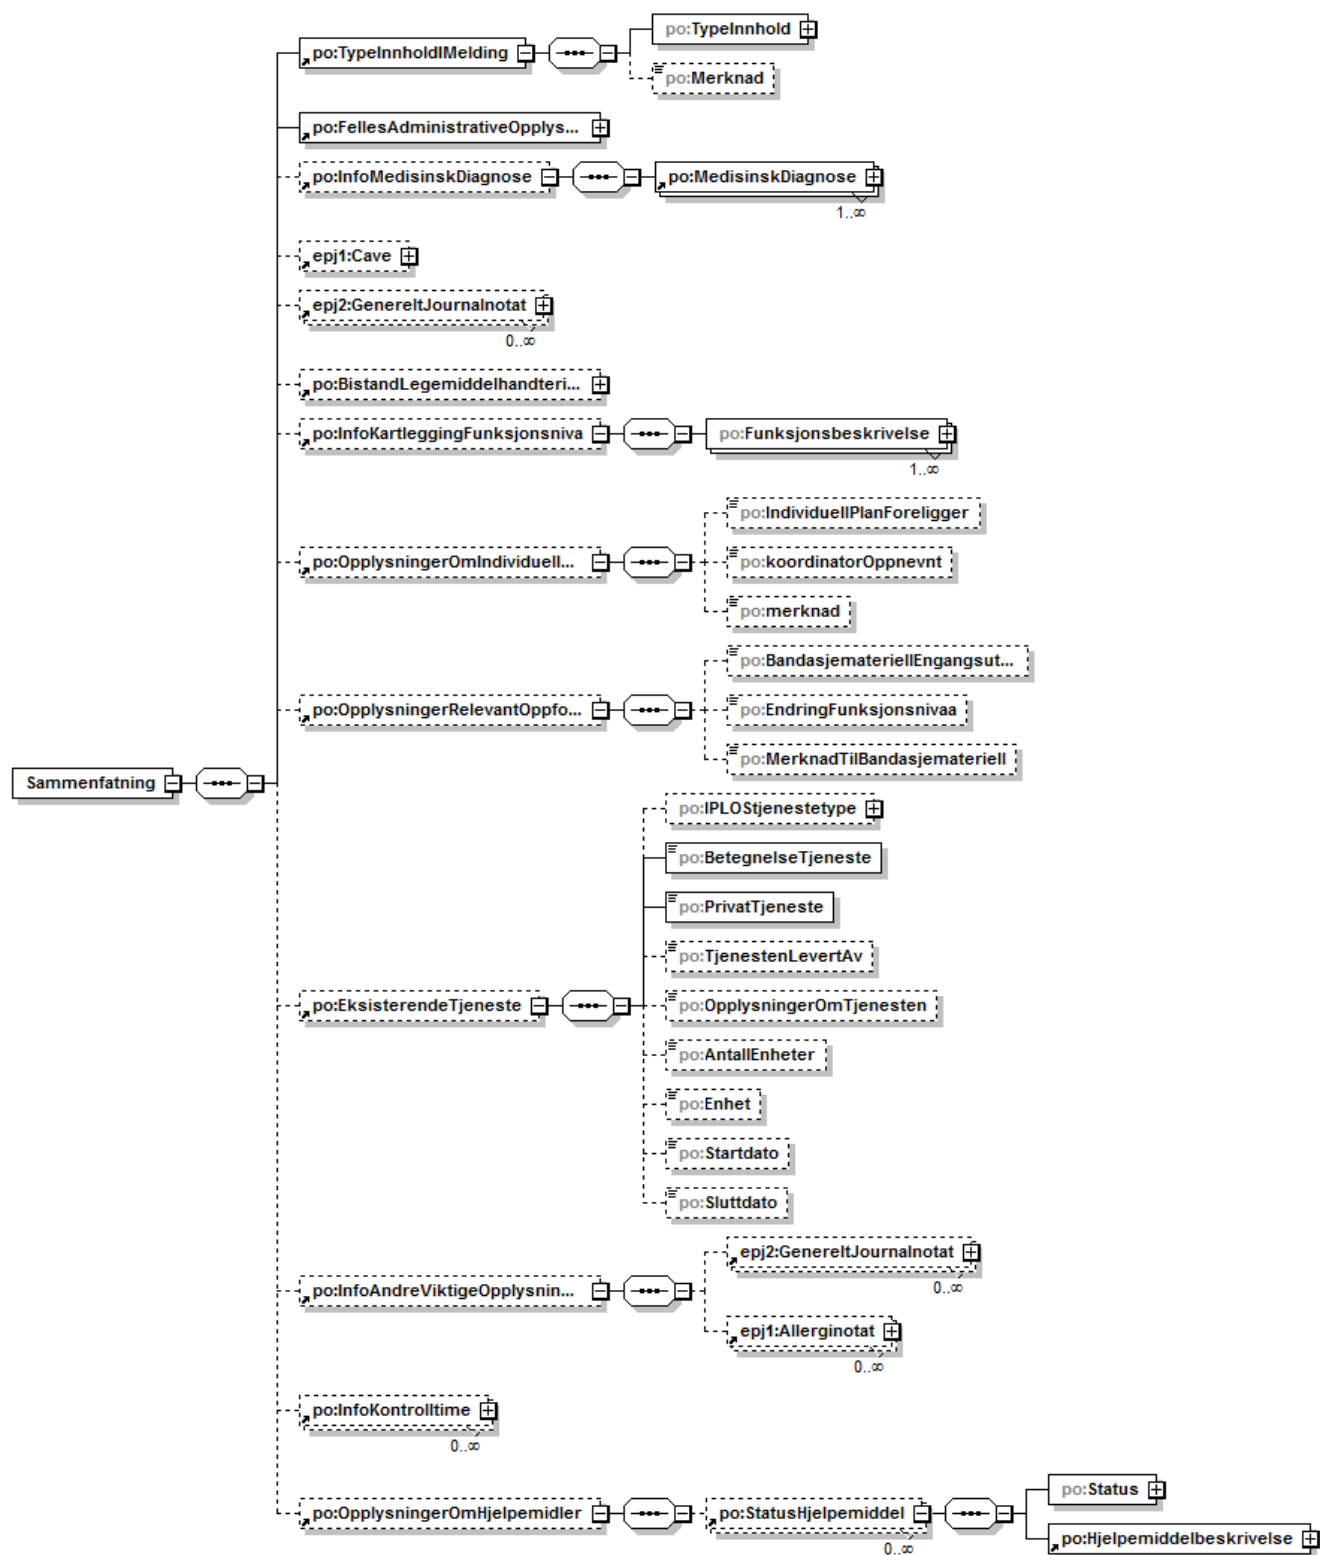 po:TypeInnholdIMelding
po:TypeInnhold
po:Merknad
po:FellesAdministrativeOpplys...
po:InfoMedisinskDiagnose
po:MedisinskDiagnose
1..∞
epj1:Cave
epj2:GenereltJournalnotat
0..∞
po:BistandLegemiddelhandteri...
po:InfoKartleggingFunksjonsniva
po:Funksjonsbeskrivelse
1..∞
po:OpplysningerOmIndividuell...
po:IndividuellPlanForeligger
po:koordinatorOppnevnt
po:merknad
po:OpplysningerRelevantOppfo...
po:BandasjemateriellEngangsut...
po:EndringFunksjonsnivaa
po:MerknadTilBandasjemateriell
Sammenfatning
po:EksisterendeTjeneste
po:IPLOStjenestetype
po:BetegnelseTjeneste
po:PrivatTjeneste
po:TjenestenLevertAv
po:OpplysningerOmTjenesten
po:AntallEnheter
po:Enhet
po:Startdato
po:Sluttdato
po:InfoAndreViktigeOpplysnin...
epj2:GenereltJournalnotat
0..∞
epj1:Allerginotat
0..∞
po:InfoKontrolltime
0..∞
po:OpplysningerOmHjelpemidler
po:StatusHjelpemiddel
0..∞
po:Status
po:Hjelpemiddelbeskrivelse